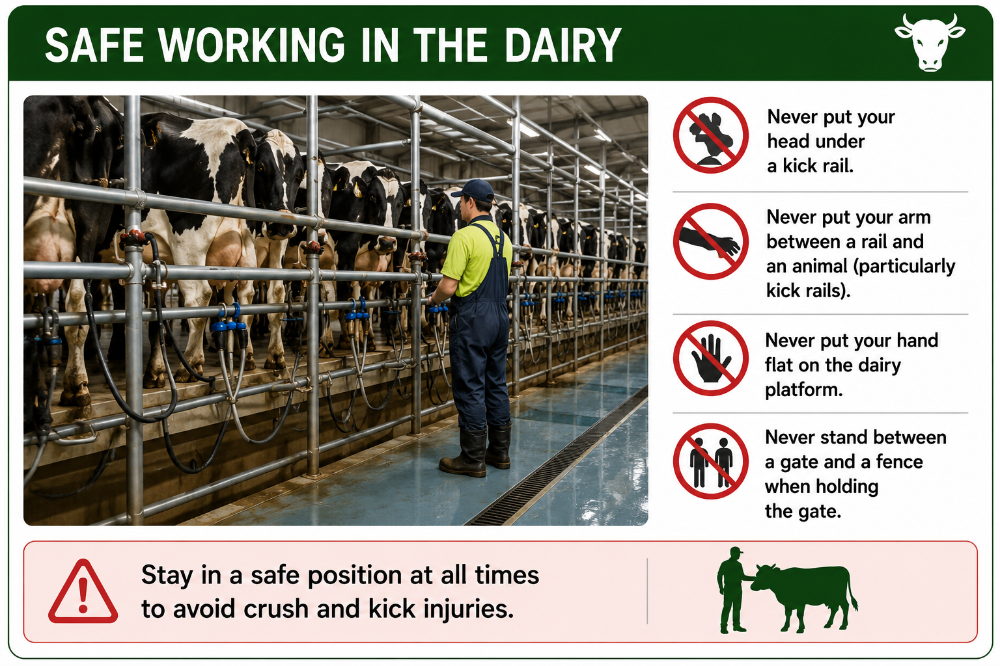 SAFE WORKING IN THE DAIRY
Never put your
head under
a kick rail.
Never put your arm
between a rail and
an animal (particularly
kick rails).
Never put your hand
flat on the dairy
platform.
Never stand between
a gate and a fence
when holding
the gate.
Stay in a safe position at all times
to avoid crush and kick injuries.